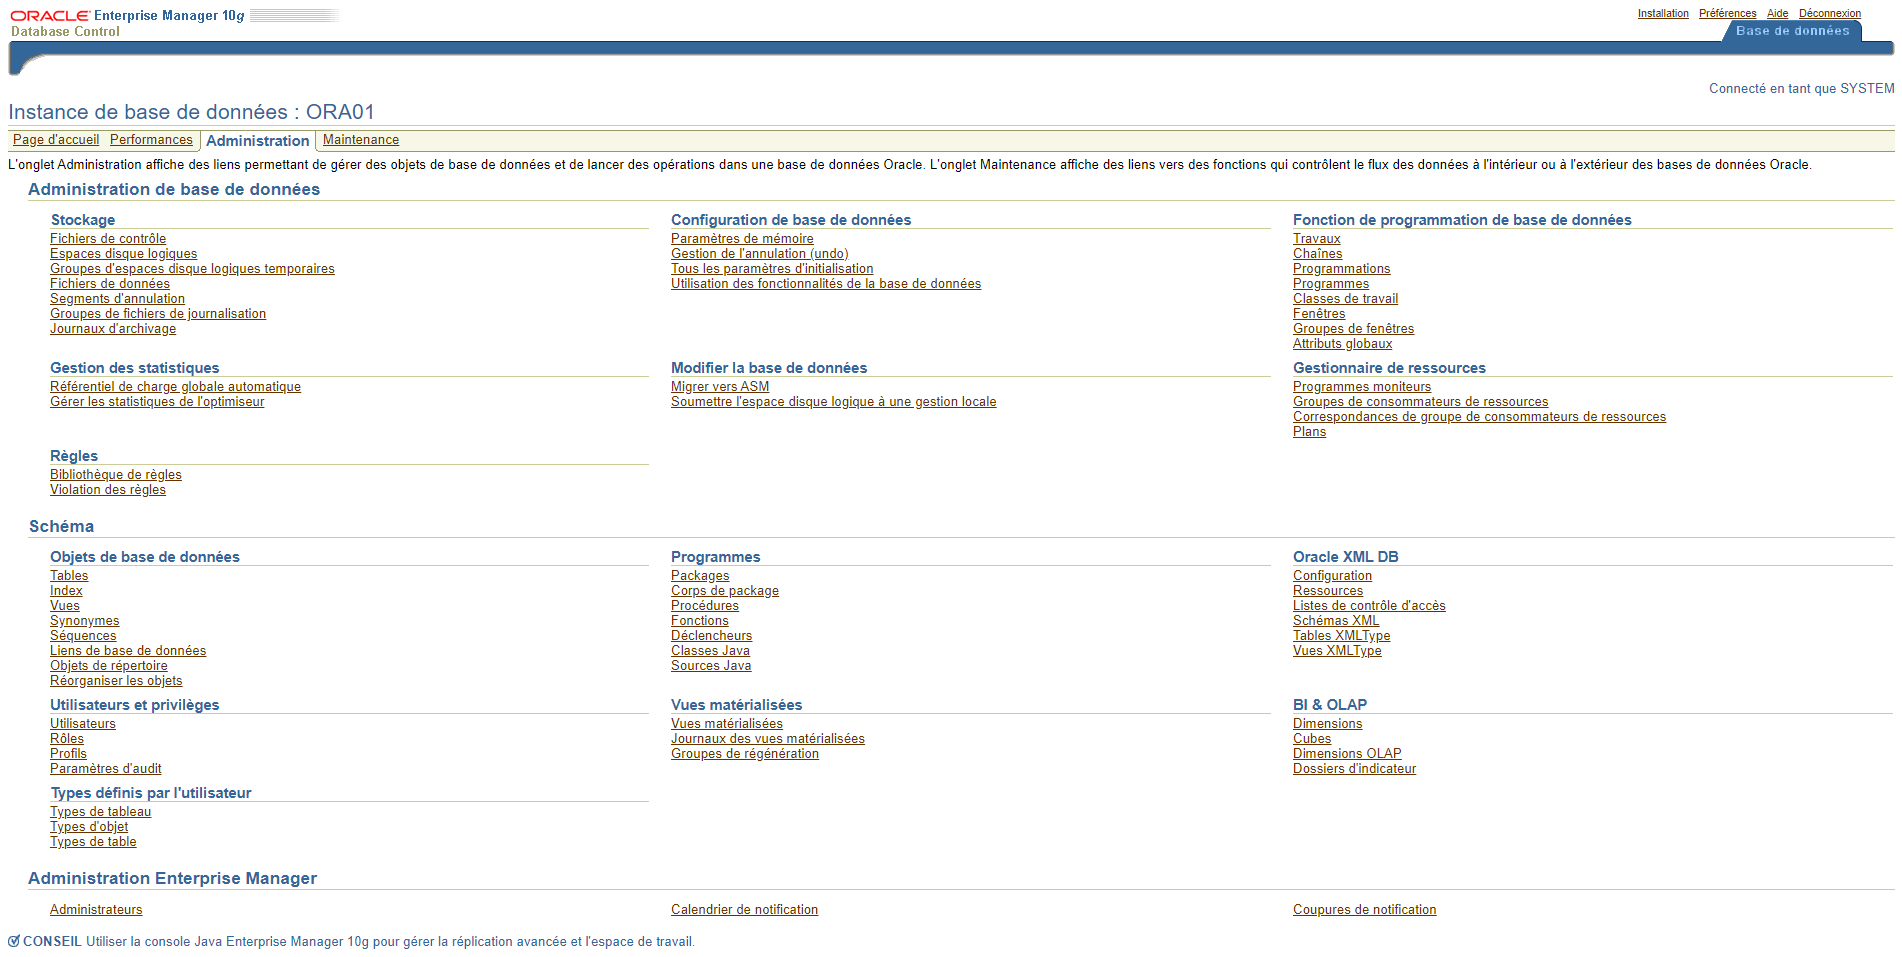 ORACLE Enterprise Manager 10g
Database Control
Installation Préférences Aide Déconnexion
Base de données
Connecté en tant que SYSTEM
Instance de base de données : ORA01
Page d'accueil Performances Administration Maintenance
L'onglet Administration affiche des liens permettant de gérer des objets de base de données et de lancer des opérations dans une base de données Oracle. L'onglet Maintenance affiche des liens vers des fonctions qui contrôlent le flux des données à l'intérieur ou à l'extérieur des bases de données Oracle.
Administration de base de données
Stockage
Fichiers de contrôle
Espaces disque logiques
Groupes d'espaces disque logiques temporaires
Fichiers de données
Segments d'annulation
Groupes de fichiers de journalisation
Journaux d'archivage
Configuration de base de données
Paramètres de mémoire
Gestion de l'annulation (undo)
Tous les paramètres d'initialisation
Utilisation des fonctionnalités de la base de données
Fonction de programmation de base de données
Travaux
Chaînes
Programmations
Programmes
Classes de travail
Fenêtres
Groupes de fenêtres
Attributs globaux
Gestion des statistiques
Référentiel de charge globale automatique
Gérer les statistiques de l'optimiseur
Modifier la base de données
Migrer vers ASM
Soumettre l'espace disque logique à une gestion locale
Gestionnaire de ressources
Programmes moniteurs
Groupes de consommateurs de ressources
Correspondances de groupe de consommateurs de ressources
Plans
Règles
Bibliothèque de règles
Violation des règles
Schéma
Objets de base de données
Tables
Index
Vues
Synonymes
Séquences
Liens de base de données
Objets de répertoire
Réorganiser les objets
Programmes
Packages
Corps de package
Procédures
Fonctions
Déclencheurs
Classes Java
Sources Java
Oracle XML DB
Configuration
Ressources
Listes de contrôle d'accès
Schémas XML
Tables XMLType
Vues XMLType
Utilisateurs et privilèges
Utilisateurs
Rôles
Profils
Paramètres d'audit
Vues matérialisées
Vues matérialisées
Journaux des vues matérialisées
Groupes de régénération
BI & OLAP
Dimensions
Cubes
Dimensions OLAP
Dossiers d'indicateur
Types définis par l'utilisateur
Types de tableau
Types d'objet
Types de table
Administration Enterprise Manager
Administrateurs
Calendrier de notification
Coupures de notification
CONSEIL Utiliser la console Java Enterprise Manager 10g pour gérer la réplication avancée et l'espace de travail.